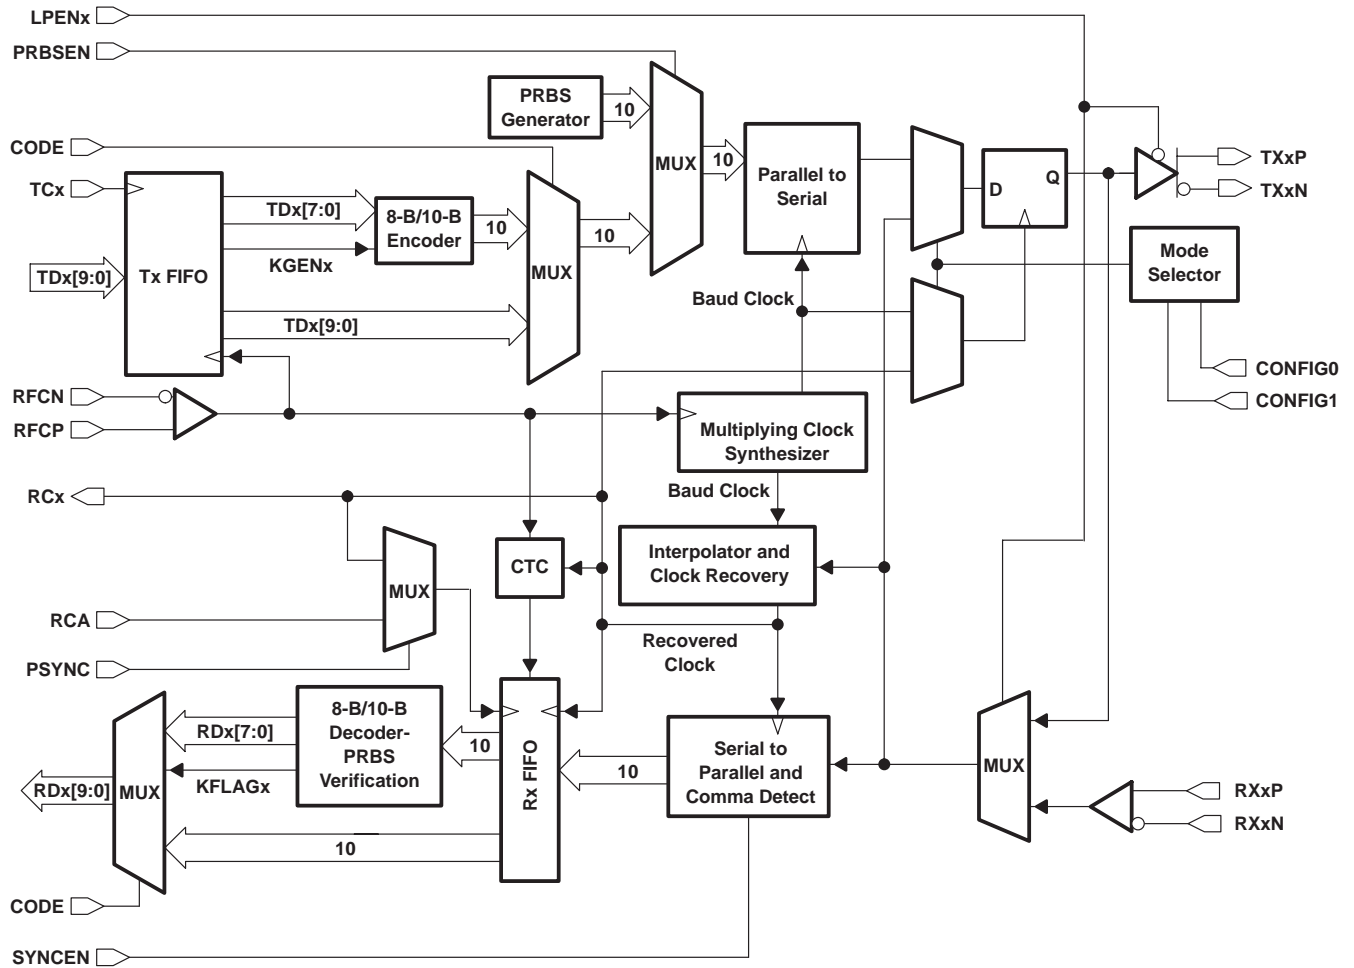 LPENx
PRBSEN
PRBS
Generator
10
CODE
MUX
10
Parallel to
Serial
D
Q
TXxP
TXxN
TCx
TDx[7:0]
8-B/10-B
Encoder
10
10
KGENx
TDx[9:0]
Tx FIFO
MUX
Mode
Selector
Baud Clock
TDx[9:0]
RFCN
RFCP
CONFIG0
CONFIG1
Multiplying Clock
Synthesizer
RCx
Baud Clock
CTC
Interpolator and
Clock Recovery
MUX
RCA
Recovered
Clock
PSYNC
RDx[7:0]
8-B/10-B
Decoder-
PRBS
Verification
10
Rx FIFO
10
Serial to
Parallel and
Comma Detect
MUX
RDx[9:0]
MUX
KFLAGx
RXxP
RXxN
10
CODE
SYNCEN